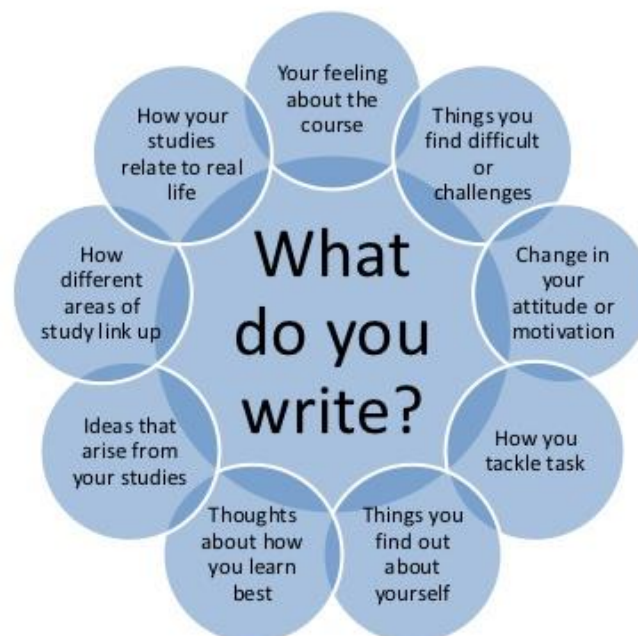 Your feeling
about the
course
Things you
find difficult
or
challenges
Change in
your
attitude or
motivation
How you
tackle task
Things you
find out
about
yourself
Thoughts
about how
you learn
best
Ideas that
arise from
your studies
How
different
areas of
study link up
How your
studies
relate to real
life
What
do you
write?